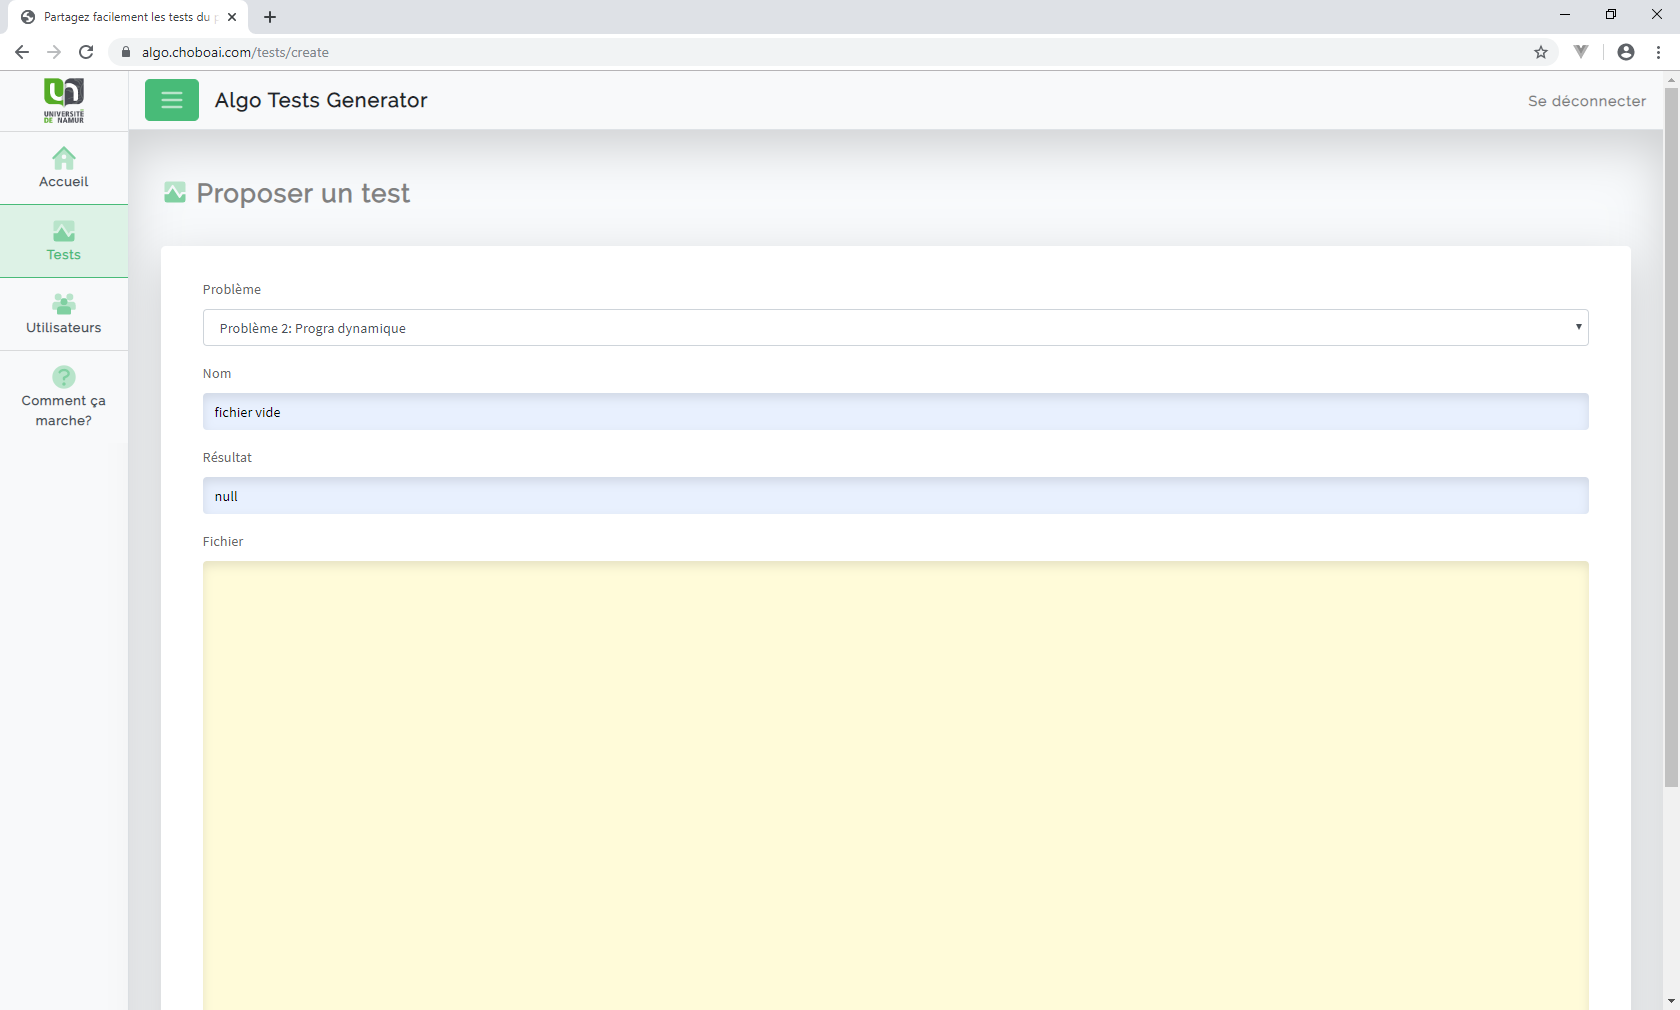 Partagez facilement les tests du
algo.choboai.com/tests/create
UNIVERSITÉ
DE NAMUR
Algo Tests Generator
Se déconnecter
Accueil
Tests
Utilisateurs
Comment ça
marche?
Proposer un test
Problème
Problème 2: Progra dynamique
Nom
fichier vide
Résultat
null
Fichier